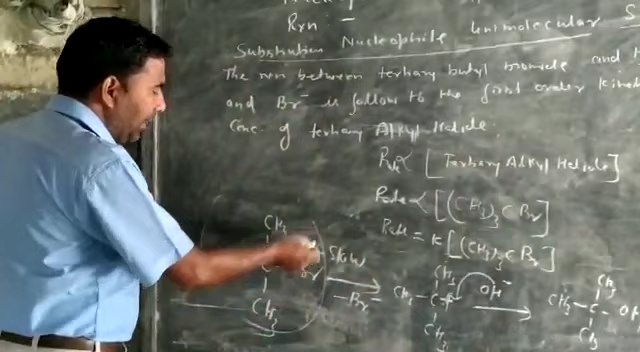 Rxn: -
Substitution Nucleophile Unimolecular S
The rxn between tertiary butyl bromide and
and Br⁻ is follow to the first order
Conc. of tertiary Alkyl Halide.
Rate ∝ [Tertiary Alkyl Halide]
Rate ∝ [(CH₃)₃C Br]
Rate = K[(CH₃)₃C Br]
CH₃ CH₃ CH₃
Slow
-Br⁻ CH₃-C OH⁻ CH₃-C-OH
CH₃ CH₃ CH₃